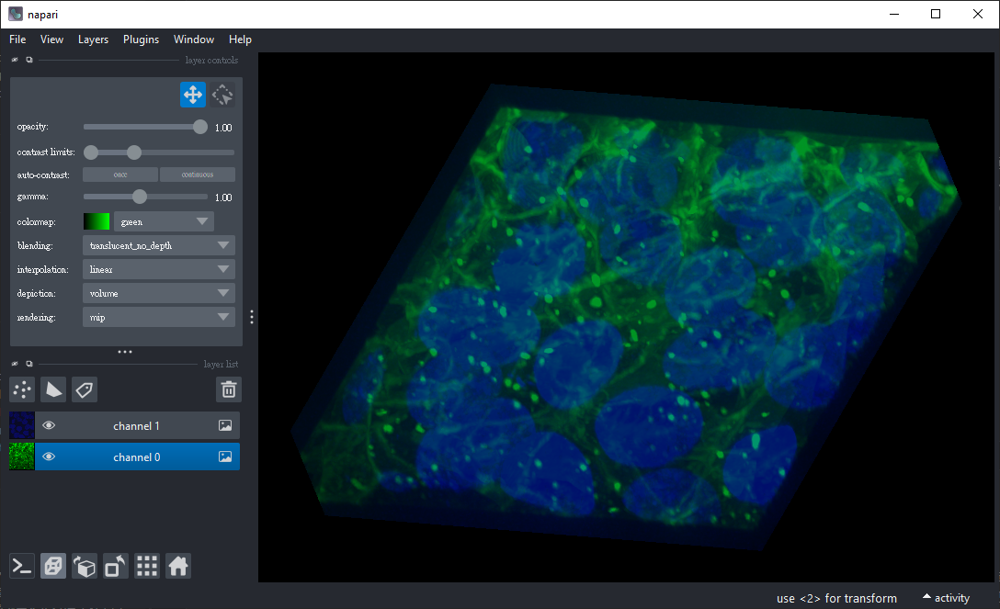 napari
File View Layers Plugins Window Help
layer controls
opacity: 1.00
contrast limits:
auto-contrast: once continuous
gamma: 1.00
colormap: green
blending: translucent_no_depth
interpolation: linear
depiction: volume
rendering: mip
layer list
channel 1
channel 0
use <2> for transform activity